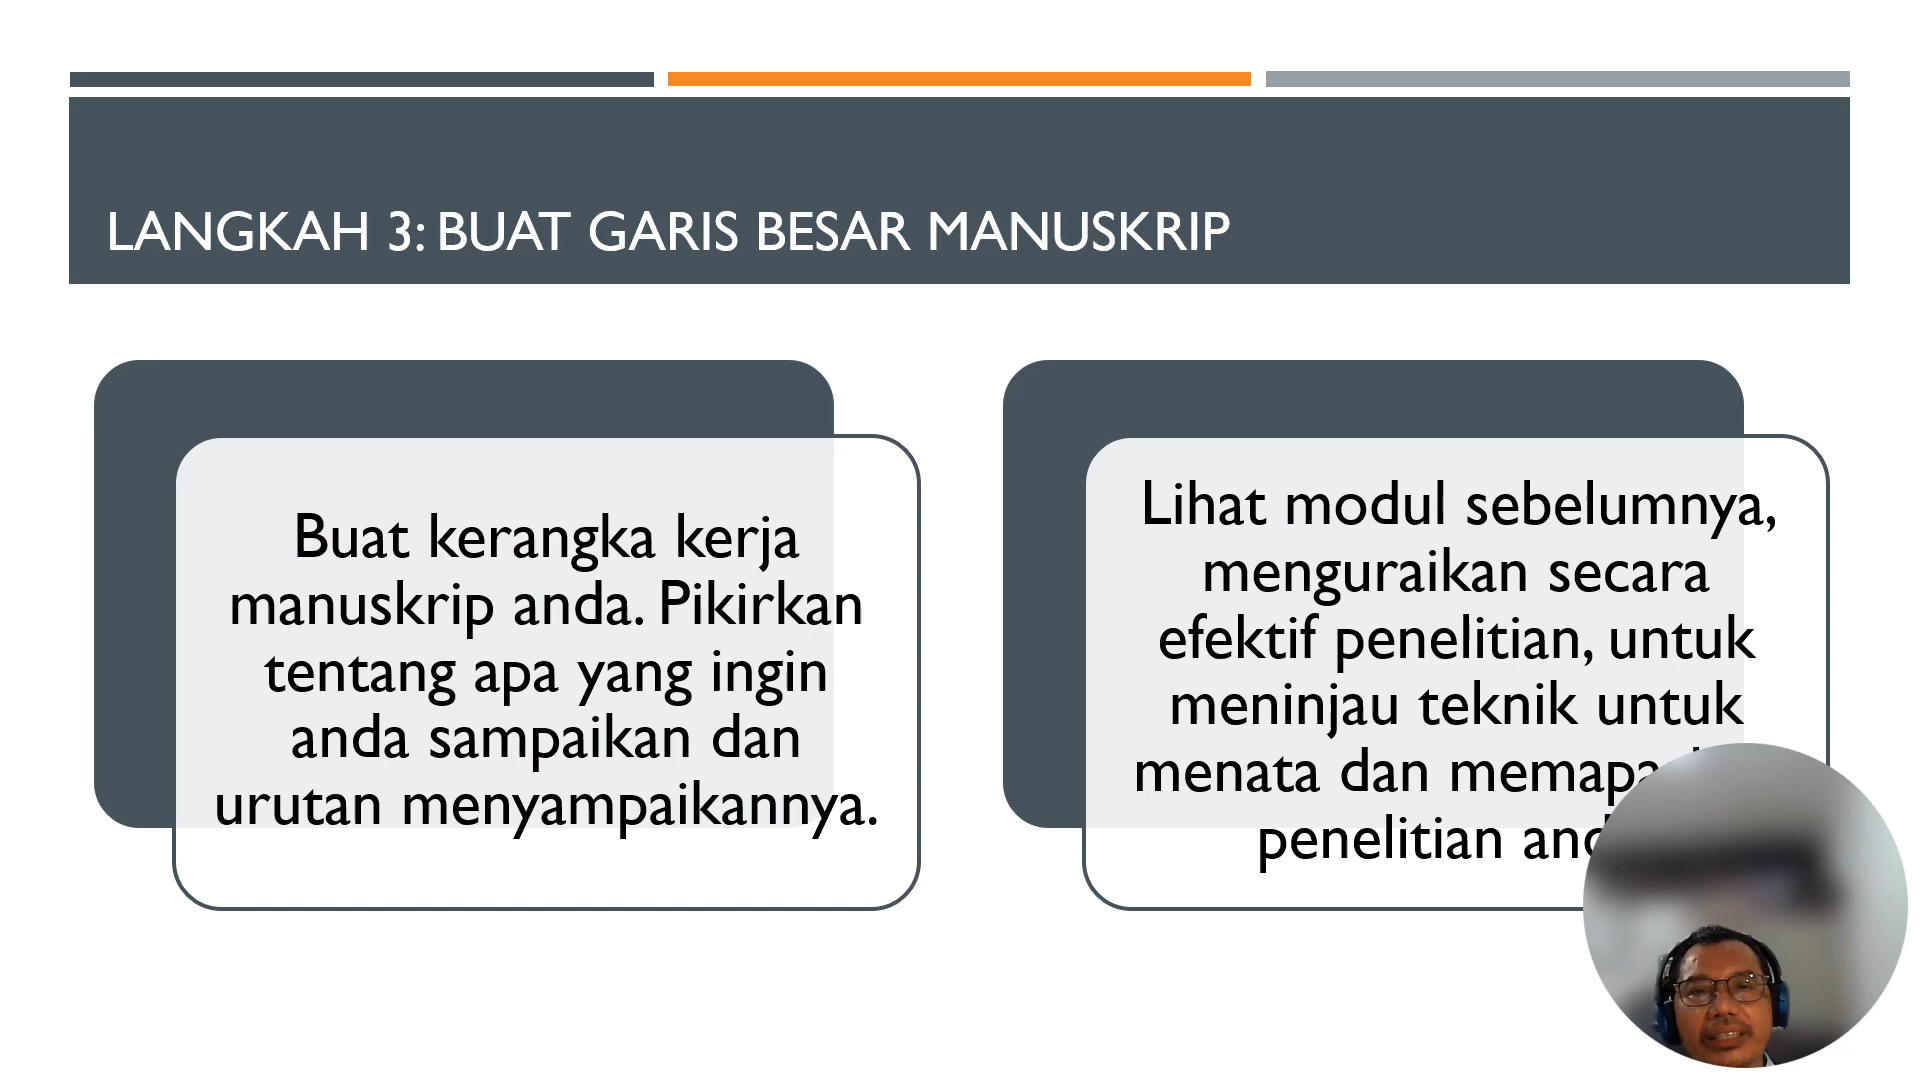 LANGKAH 3: BUAT GARIS BESAR MANUSKRIP
Buat kerangka kerja
manuskrip anda. Pikirkan
tentang apa yang ingin
anda sampaikan dan
urutan menyampaikannya.
Lihat modul sebelumnya,
menguraikan secara
efektif penelitian, untuk
meninjau teknik untuk
menata dan
penelitian